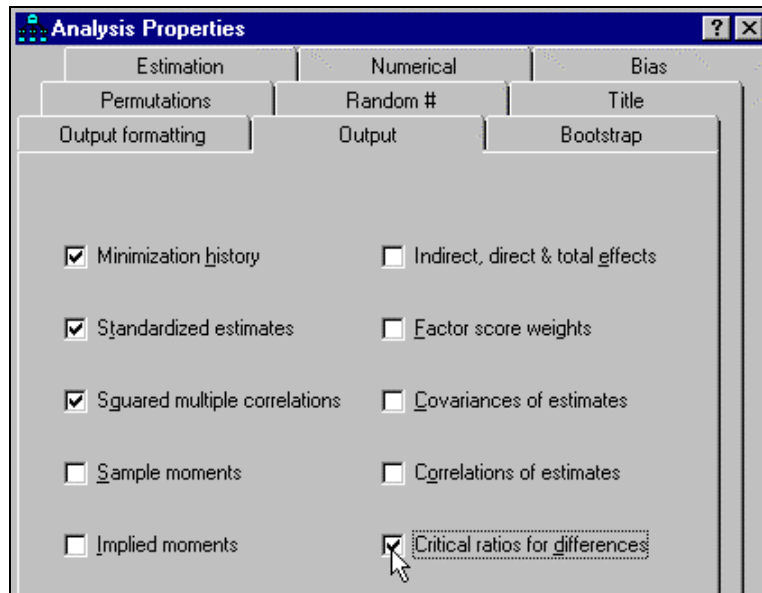 Analysis Properties
Estimation Numerical Bias
Permutations Random # Title
Output formatting Output Bootstrap
Minimization history
Indirect, direct & total effects
Standardized estimates
Factor score weights
Squared multiple correlations
Covariances of estimates
Sample moments
Correlations of estimates
Implied moments
Critical ratios for differences